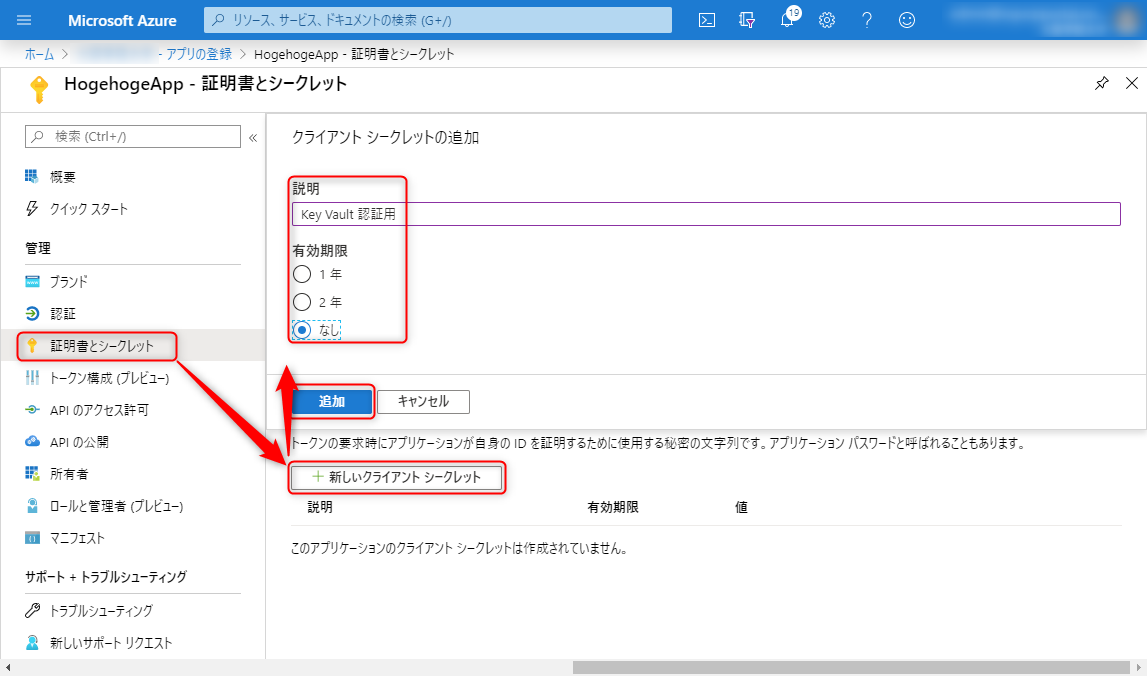 Microsoft Azure
リソース、サービス、ドキュメントの検索 (G+/)
19
ホーム > - アプリの登録 > HogehogeApp - 証明書とシークレット
HogehogeApp - 証明書とシークレット
検索 (Ctrl+/)
«
概要
クイック スタート
管理
ブランド
認証
証明書とシークレット
トークン構成 (プレビュー)
API のアクセス許可
API の公開
所有者
ロールと管理者 (プレビュー)
マニフェスト
サポート + トラブルシューティング
トラブルシューティング
新しいサポート リクエスト
クライアント シークレットの追加
説明
Key Vault 認証用
有効期限
1 年
2 年
なし
追加
キャンセル
トークンの要求時にアプリケーションが自身の ID を証明するために使用する秘密の文字列です。アプリケーション パスワードと呼ばれることもあります。
+ 新しいクライアント シークレット
説明 有効期限 値
このアプリケーションのクライアント シークレットは作成されていません。